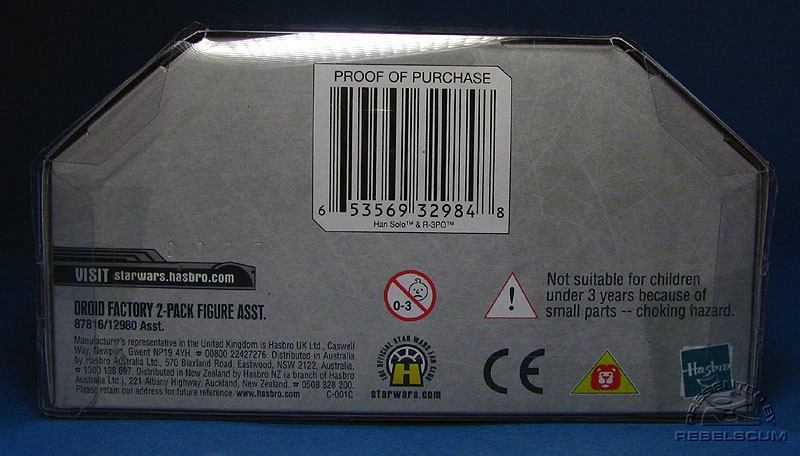 PROOF OF PURCHASE
6 53569 32984 8
Han Solo™ & R-3PO™
VISIT starwars.hasbro.com
DROID FACTORY 2-PACK FIGURE ASST.
87816/12980 Asst.
Manufacturer's representative in the United Kingdom is Hasbro UK Ltd., Caswell
Way, Newport, Gwent NP19 4YH. ☎ 00800 22427276. Distributed in Australia
by Hasbro Australia Ltd., 570 Blaxland Road, Eastwood, NSW 2122, Australia.
☎ 1300 138 697. Distributed in New Zealand by Hasbro NZ (a branch of Hasbro
Australia Ltd.), 221 Albany Highway, Auckland, New Zealand. ☎ 0508 828 200.
Please retain our address for future reference. www.hasbro.com C-001C
0-3
THE OFFICIAL STAR WARS FAN CLUB
H
starwars.com
!
Not suitable for children
under 3 years because of
small parts -- choking hazard.
CE
Hasbro
PRESENTED BY
REBELSCUM